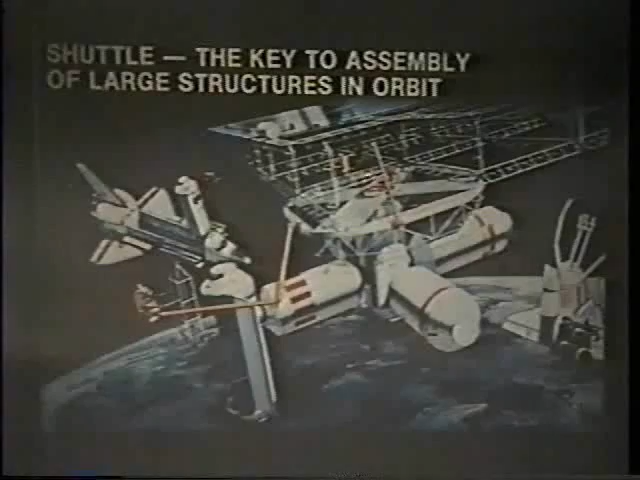 SHUTTLE — THE KEY TO ASSEMBLY
OF LARGE STRUCTURES IN ORBIT